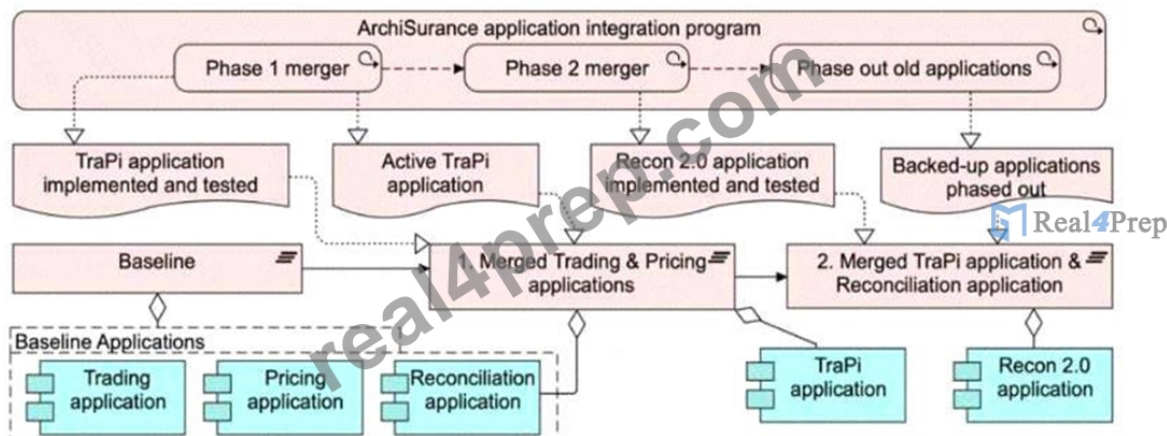 ArchiSurance application integration program
Phase 1 merger
Phase 2 merger
Phase out old applications
TraPi application
implemented and tested
Active TraPi
application
Recon 2.0 application
implemented and tested
Backed-up applications
phased out
Real4Prep
Baseline
1. Merged Trading & Pricing
applications
2. Merged TraPi application &
Reconciliation application
Baseline Applications
Trading
application
Pricing
application
Reconciliation
application
TraPi
application
Recon 2.0
application
real4prep.com